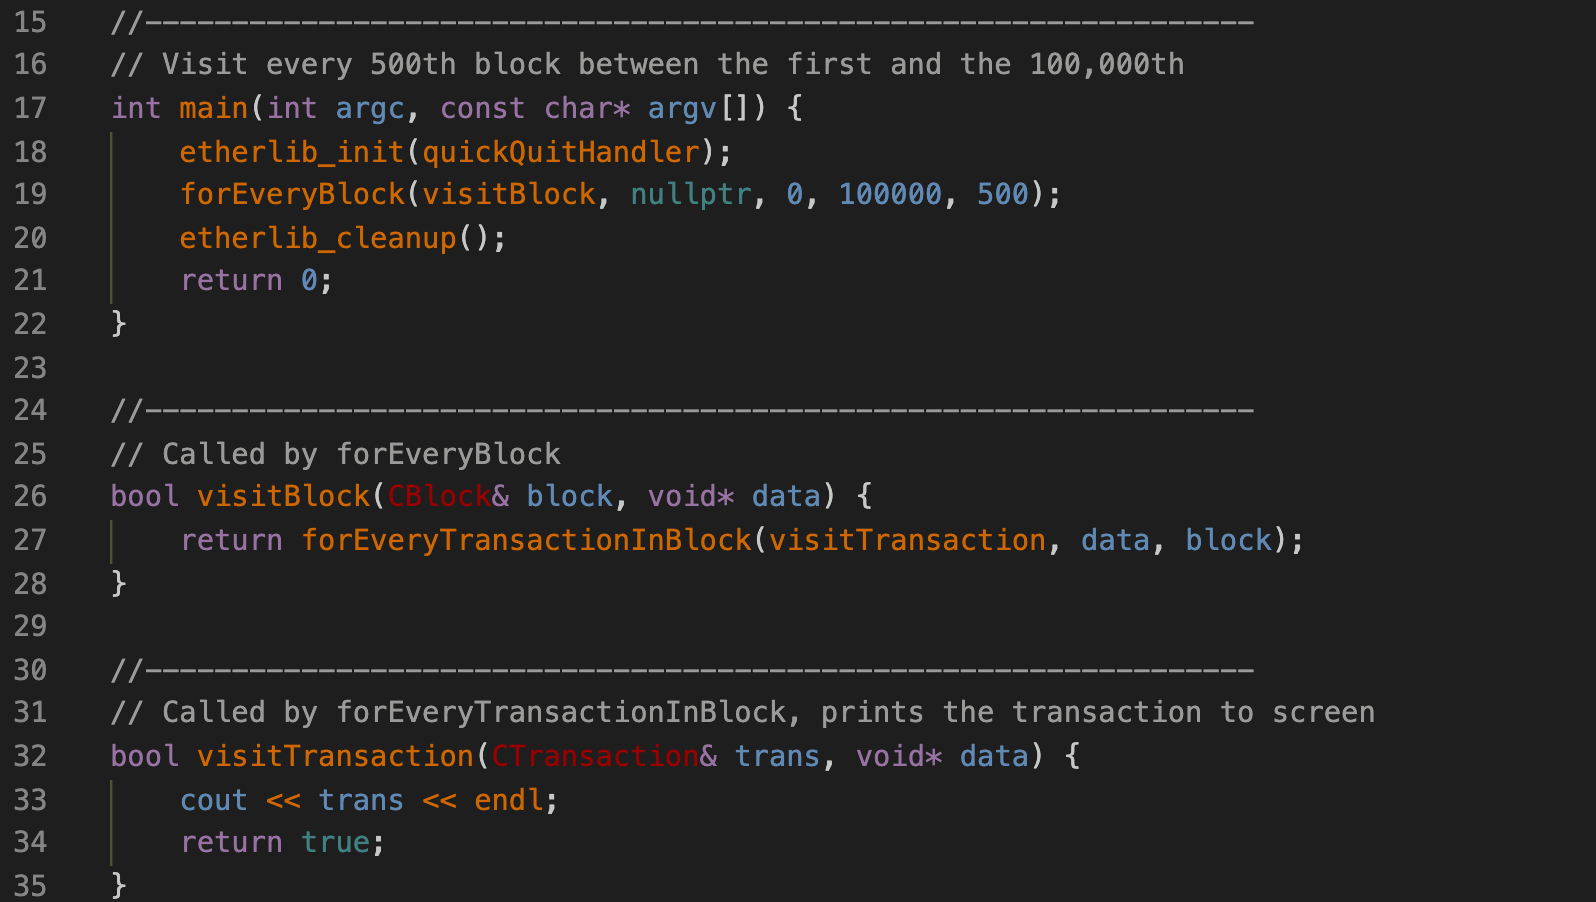 15 //----------------------------------------------------------------
16 // Visit every 500th block between the first and the 100,000th
17 int main(int argc, const char* argv[]) {
18     etherlib_init(quickQuitHandler);
19     forEveryBlock(visitBlock, nullptr, 0, 100000, 500);
20     etherlib_cleanup();
21     return 0;
22 }
23
24 //----------------------------------------------------------------
25 // Called by forEveryBlock
26 bool visitBlock(CBlock& block, void* data) {
27     return forEveryTransactionInBlock(visitTransaction, data, block);
28 }
29
30 //----------------------------------------------------------------
31 // Called by forEveryTransactionInBlock, prints the transaction to screen
32 bool visitTransaction(CTransaction& trans, void* data) {
33     cout << trans << endl;
34     return true;
35 }